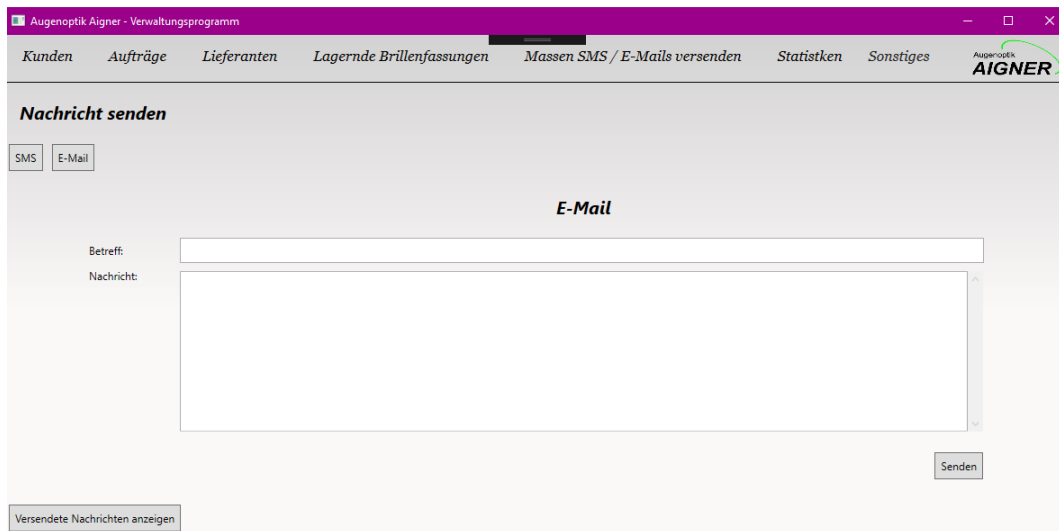 Augenoptik Aigner - Verwaltungsprogramm
Kunden Aufträge Lieferanten Lagernde Brillenfassungen Massen SMS / E-Mails versenden Statistken Sonstiges Augenoptik
AIGNER
Nachricht senden
SMS E-Mail
E-Mail
Betreff:
Nachricht:
Senden
Versendete Nachrichten anzeigen